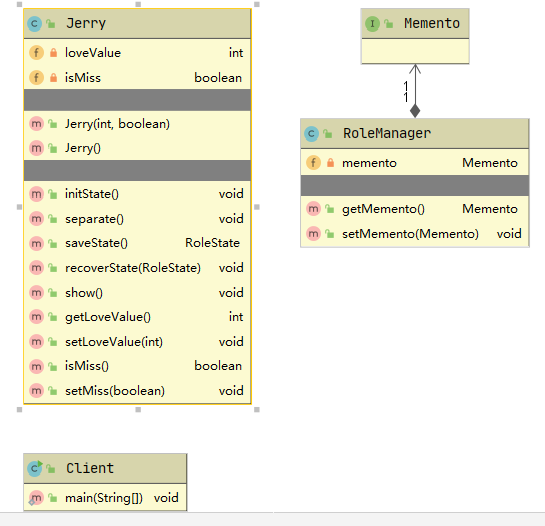 Jerry
loveValue int
isMiss boolean
Jerry(int, boolean)
Jerry()
initState() void
separate() void
saveState() RoleState
recoverState(RoleState) void
show() void
getLoveValue() int
setLoveValue(int) void
isMiss() boolean
setMiss(boolean) void
Memento
1
1
RoleManager
memento Memento
getMemento() Memento
setMemento(Memento) void
Client
main(String[]) void